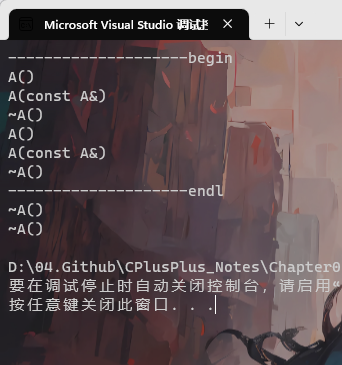 Microsoft Visual Studio 调试
--------------------begin
A()
A(const A&)
~A()
A()
A(const A&)
~A()
--------------------endl
~A()
~A()
D:\04.Github\CPlusPlus_Notes\Chapter0
要在调试停止时自动关闭控制台，请启用“
按任意键关闭此窗口. . .